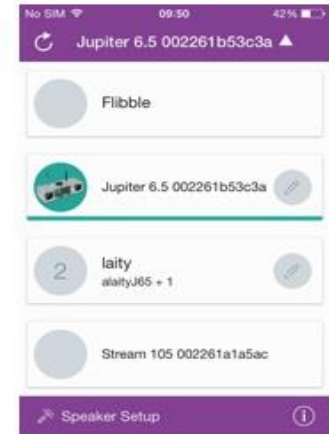 No SIM 09:50 42%
Jupiter 6.5 002261b53c3a ▲
Flibble
Jupiter 6.5 002261b53c3a
2
laity
alaityJ65 + 1
Stream 105 002261a1a5ac
Speaker Setup